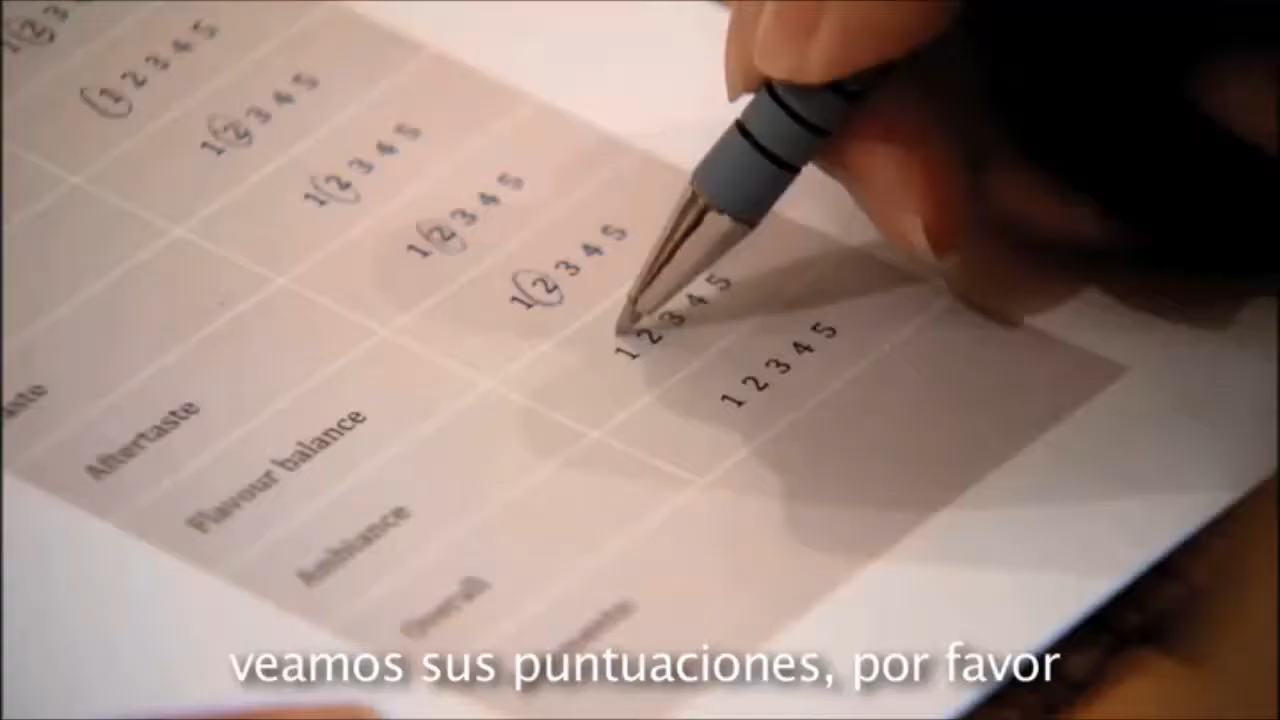 1 2 3
1 2 3 4 5
1 2 3 4 5
1 2 3 4 5
1 2 3 4 5
1 2 3 4 5
1 2 3 4 5
1 2 3 4 5
Aftertaste
Flavour balance
Ambiance
Overall
veamos sus puntuaciones, por favor